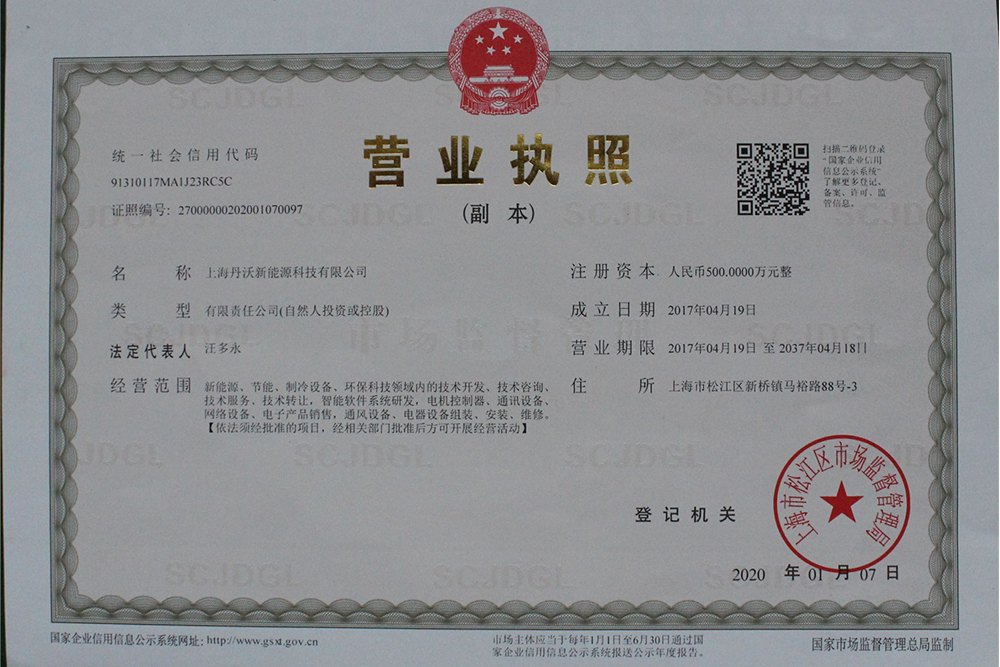 统一社会信用代码
91310117MA1J23RC5C
证照编号: 27000000202001070097
营业执照
(副 本)
扫描二维码登录
“国家企业信用
信息公示系统”
了解更多登记、
备案、许可、监
管信息。
名 称 上海丹沃新能源科技有限公司
类 型 有限责任公司(自然人投资或控股)
法定代表人 汪多永
经营范围 新能源、节能、制冷设备、环保科技领域内的技术开发、技术咨询、
技术服务、技术转让，智能软件系统研发，电机控制器、通讯设备、
网络设备、电子产品销售，通风设备、电器设备组装、安装、维修。
【依法须经批准的项目，经相关部门批准后方可开展经营活动】
注册资本 人民币500.0000万元整
成立日期 2017年04月19日
营业期限 2017年04月19日 至 2037年04月18日
住 所 上海市松江区新桥镇马裕路88号-3
SCJDGL
市场监督管理
登记机关
上海市松江区市场监督管理局
2020 年 01 月 07 日
国家企业信用信息公示系统网址: http://www.gsxt.gov.cn
市场主体应当于每年1月1日至6月30日通过国
家企业信用信息公示系统报送公示年度报告。
国家市场监督管理总局监制